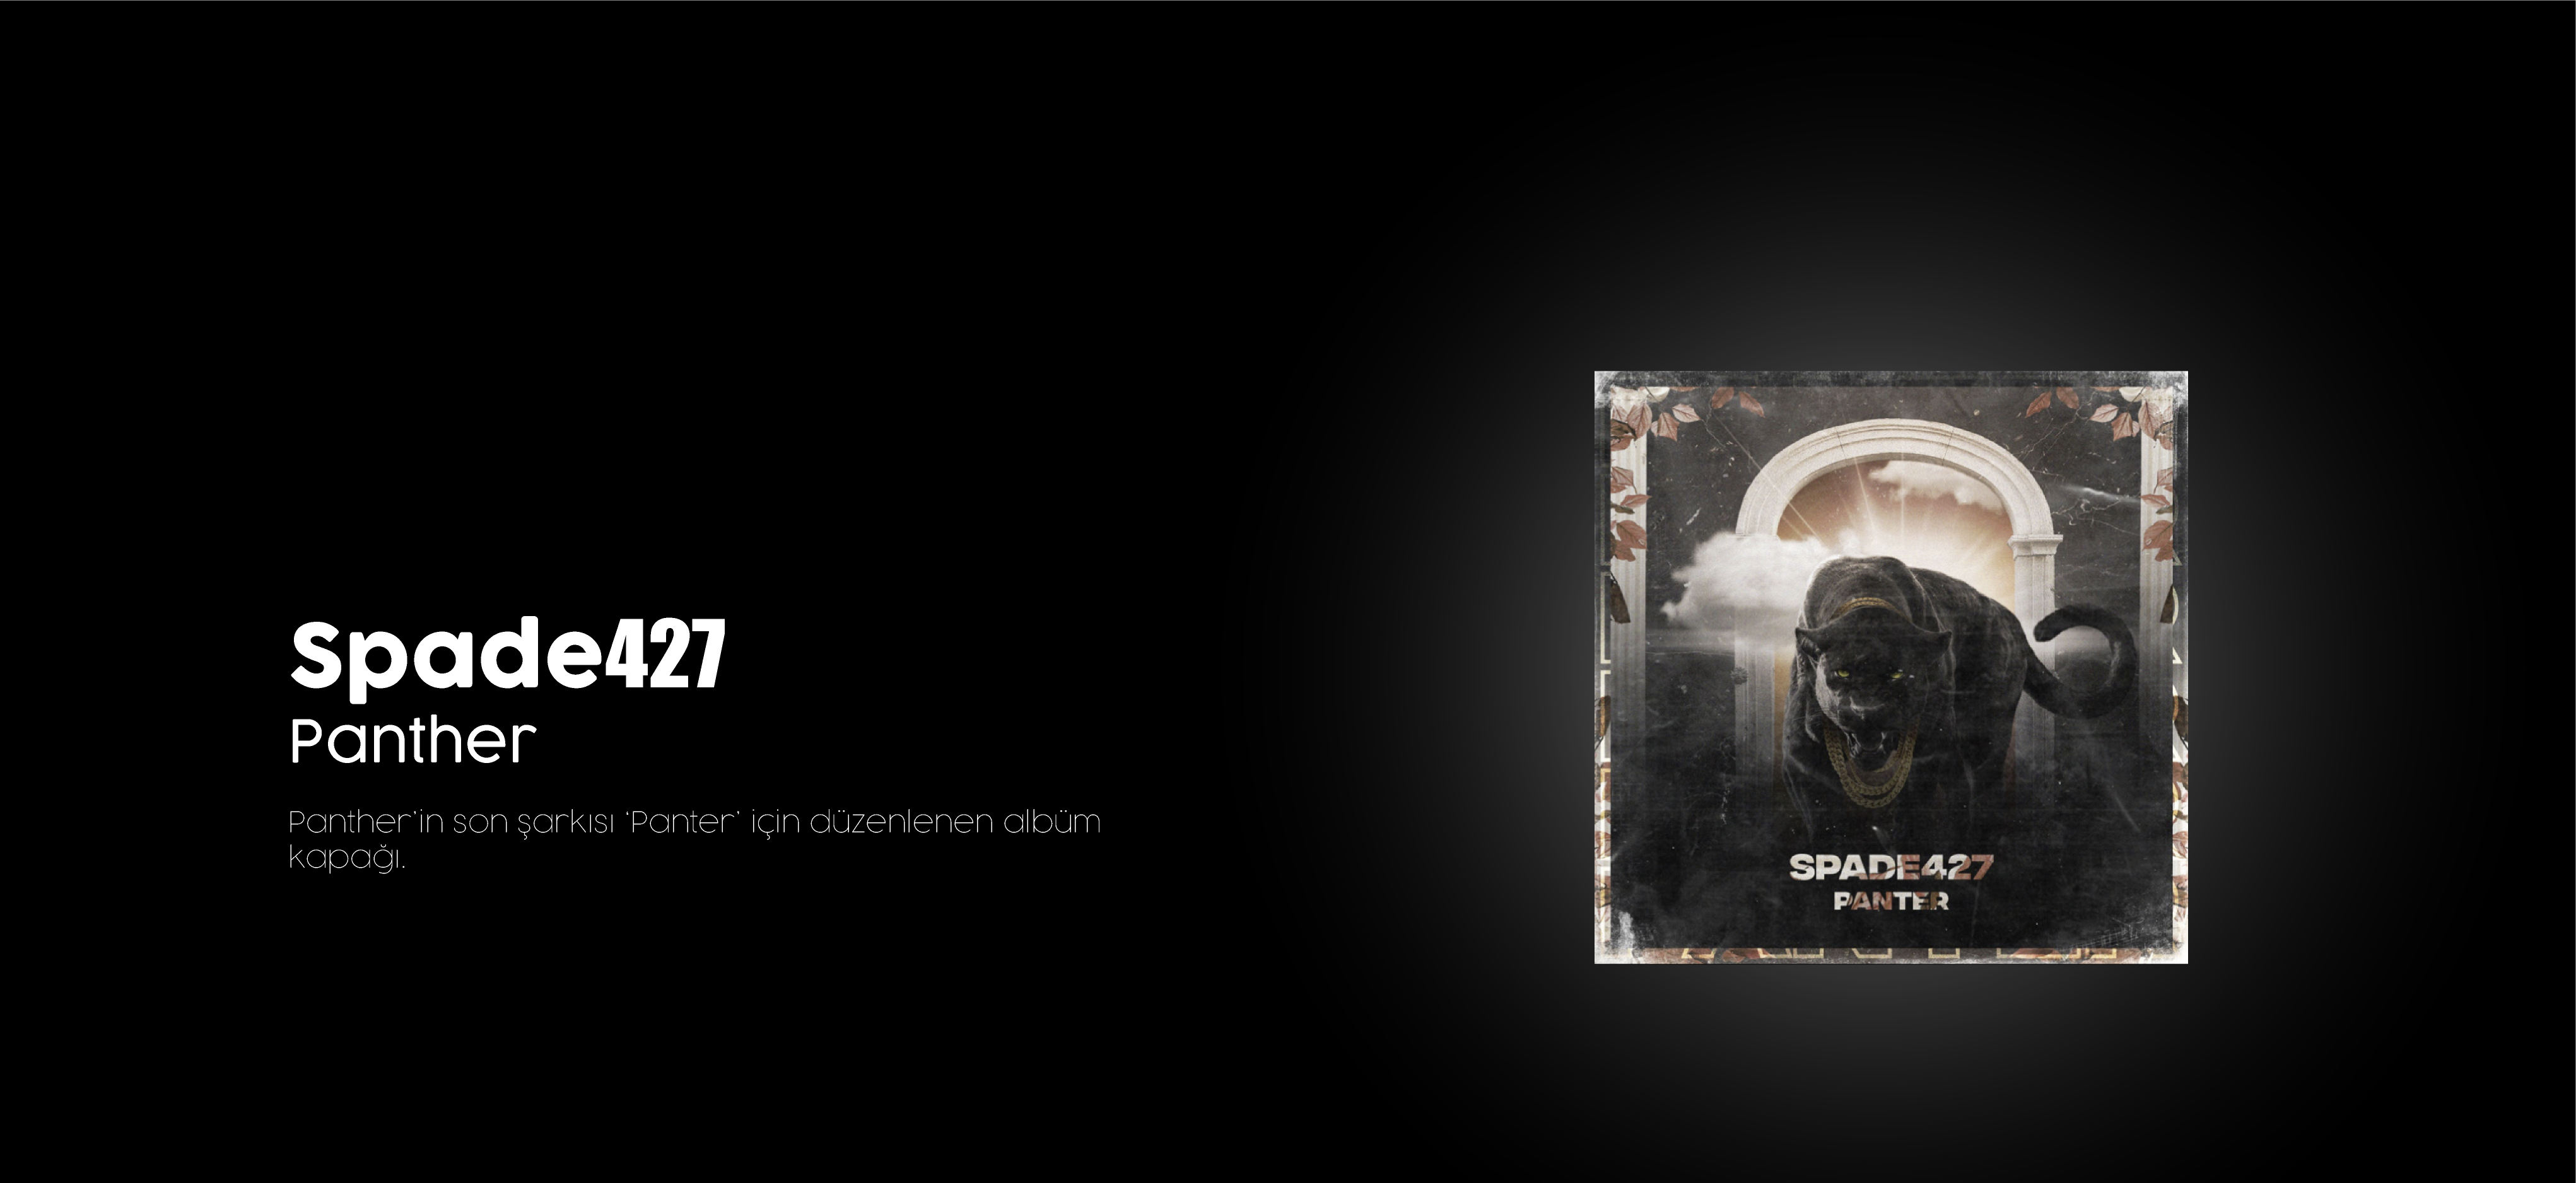 Spade427
Panther
Panther'in son şarkısı ‘Panter’ için düzenlenen albüm
kapağı.
SPADE427
PANTER